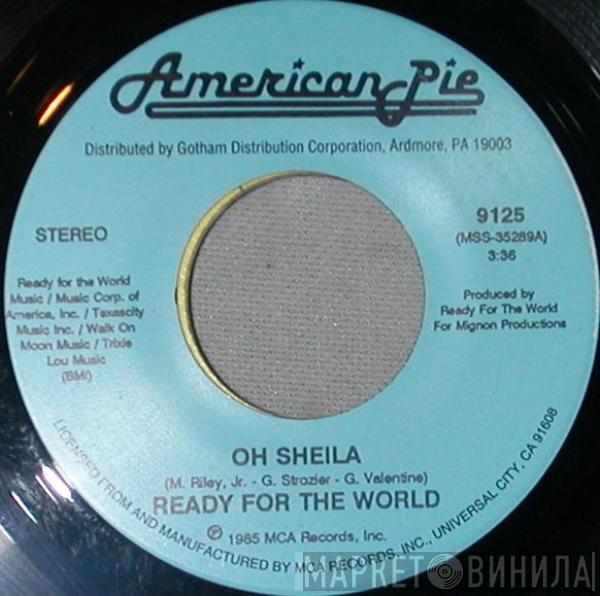 American Pie
Distributed by Gotham Distribution Corporation, Ardmore, PA 19003
STEREO
9125
(MSS-35289A)
3:36
Ready for the World
Music / Music Corp. of
America, Inc. / Texascity
Music Inc. / Walk On
Moon Music / Trixie
Lou Music
(BMI)
Produced by
Ready For The World
For Mignon Productions
OH SHEILA
(M. Riley, Jr. - G. Strozier - G. Valentine)
READY FOR THE WORLD
℗ 1985 MCA Records, Inc.
LICENSED FROM AND MANUFACTURED BY MCA RECORDS, INC., UNIVERSAL CITY, CA 91608
МАРКЕТ ВИНИЛА